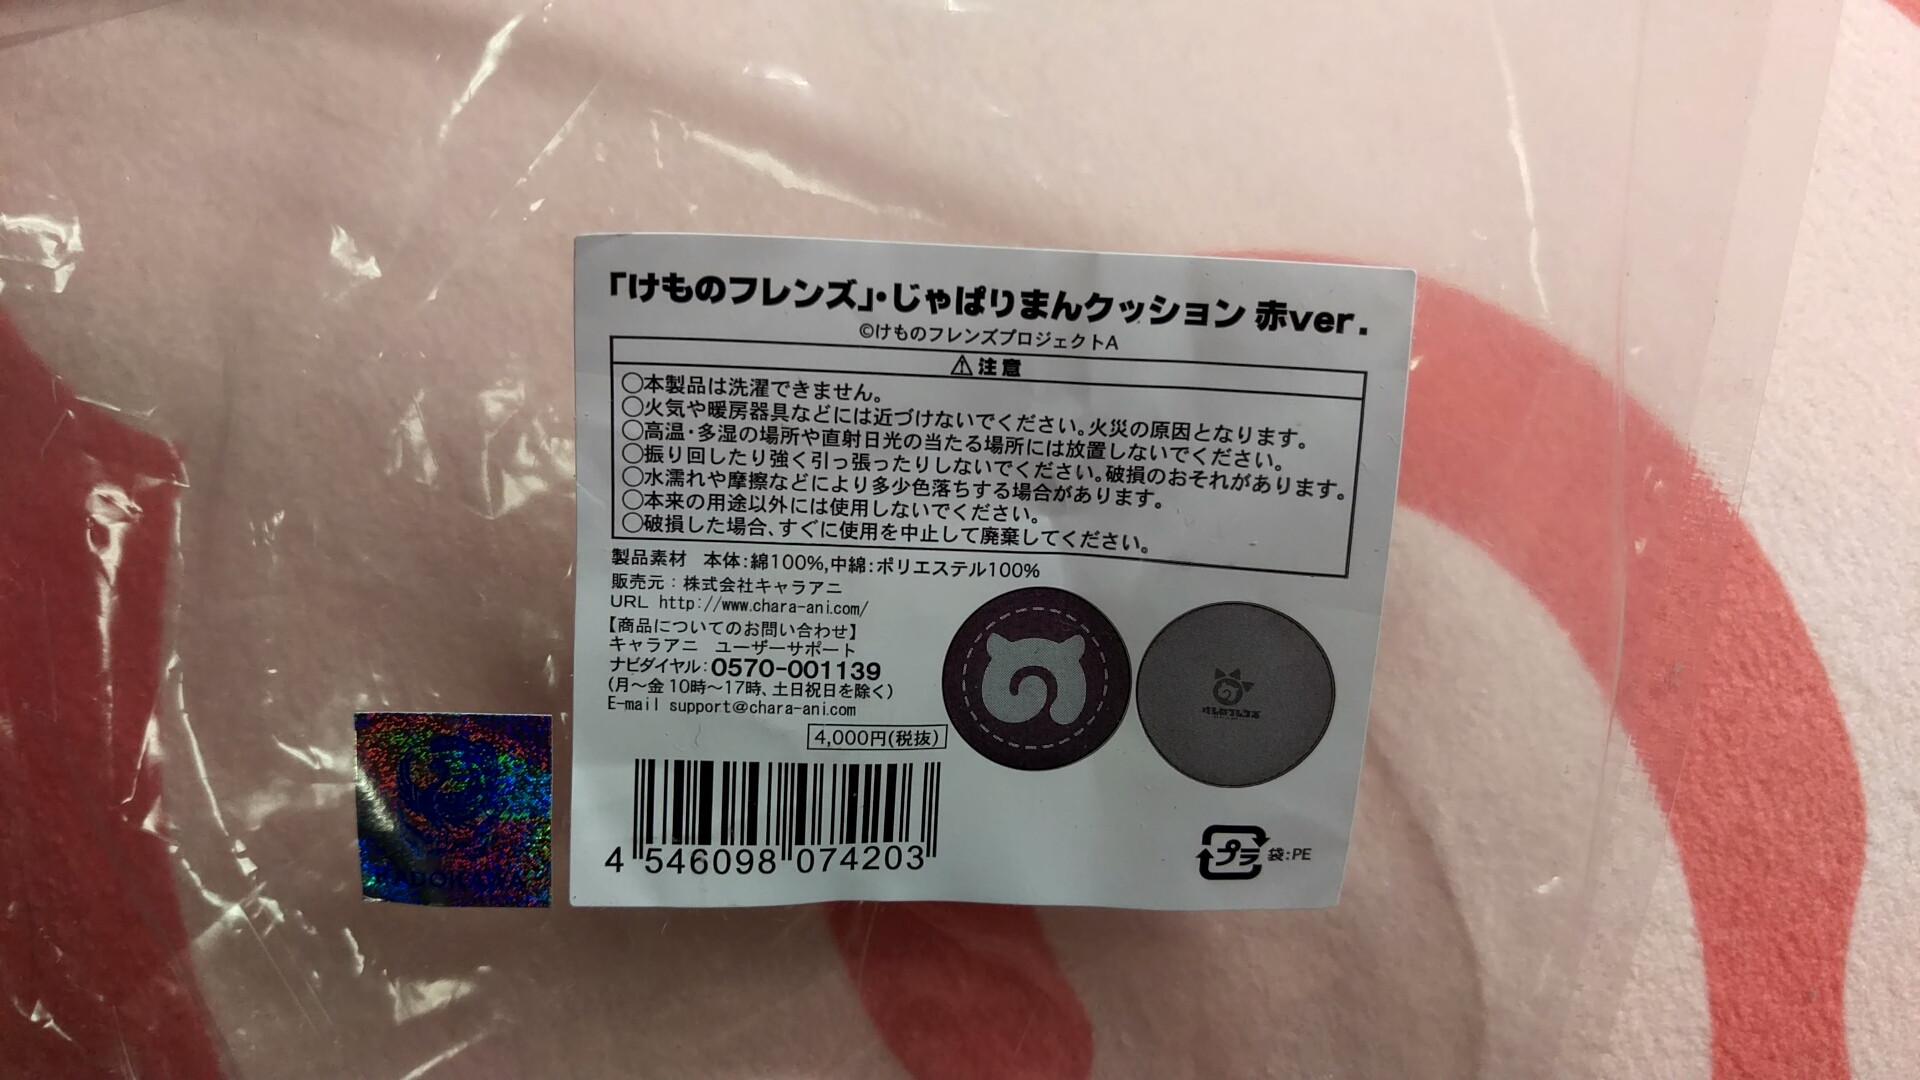 「けものフレンズ」・じゃぱりまんクッション 赤ver.
©けものフレンズプロジェクトA
⚠注意
○本製品は洗濯できません。
○火気や暖房器具などには近づけないでください。火災の原因となります。
○高温・多湿の場所や直射日光の当たる場所には放置しないでください。
○振り回したり強く引っ張ったりしないでください。破損のおそれがあります。
○水濡れや摩擦などにより多少色落ちする場合があります。
○本来の用途以外には使用しないでください。
○破損した場合、すぐに使用を中止して廃棄してください。
製品素材 本体:綿100%,中綿:ポリエステル100%
販売元:株式会社キャラアニ
URL http://www.chara-ani.com/
【商品についてのお問い合わせ】
キャラアニ ユーザーサポート
ナビダイヤル:0570-001139
(月~金 10時~17時、土日祝日を除く)
E-mail support@chara-ani.com
4,000円(税抜)
4 546098 074203
けものフレンズ
プラ 袋:PE
KADOKAWA